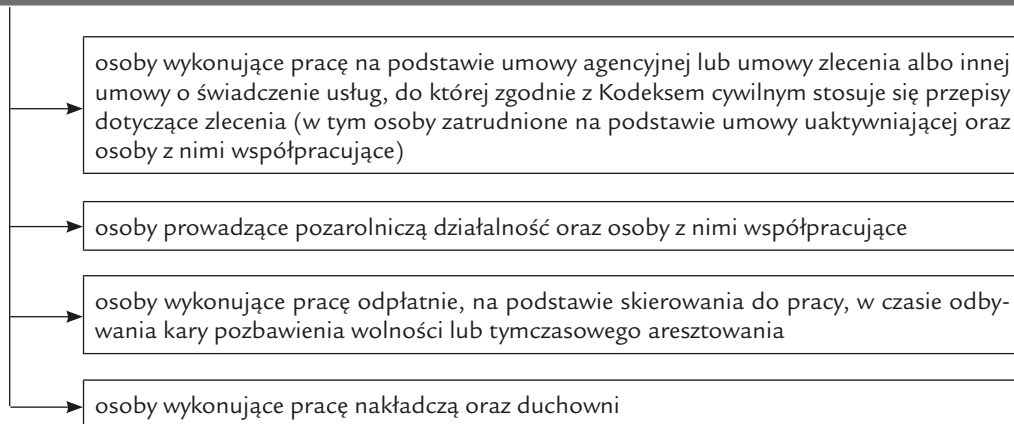 osoby wykonujące pracę na podstawie umowy agencyjnej lub umowy zlecenia albo innej
umowy o świadczenie usług, do której zgodnie z Kodeksem cywilnym stosuje się przepisy
dotyczące zlecenia (w tym osoby zatrudnione na podstawie umowy uaktywniającej oraz
osoby z nimi współpracujące)
osoby prowadzące pozarolniczą działalność oraz osoby z nimi współpracujące
osoby wykonujące pracę odpłatnie, na podstawie skierowania do pracy, w czasie odby-
wania kary pozbawienia wolności lub tymczasowego aresztowania
osoby wykonujące pracę nakładczą oraz duchowni